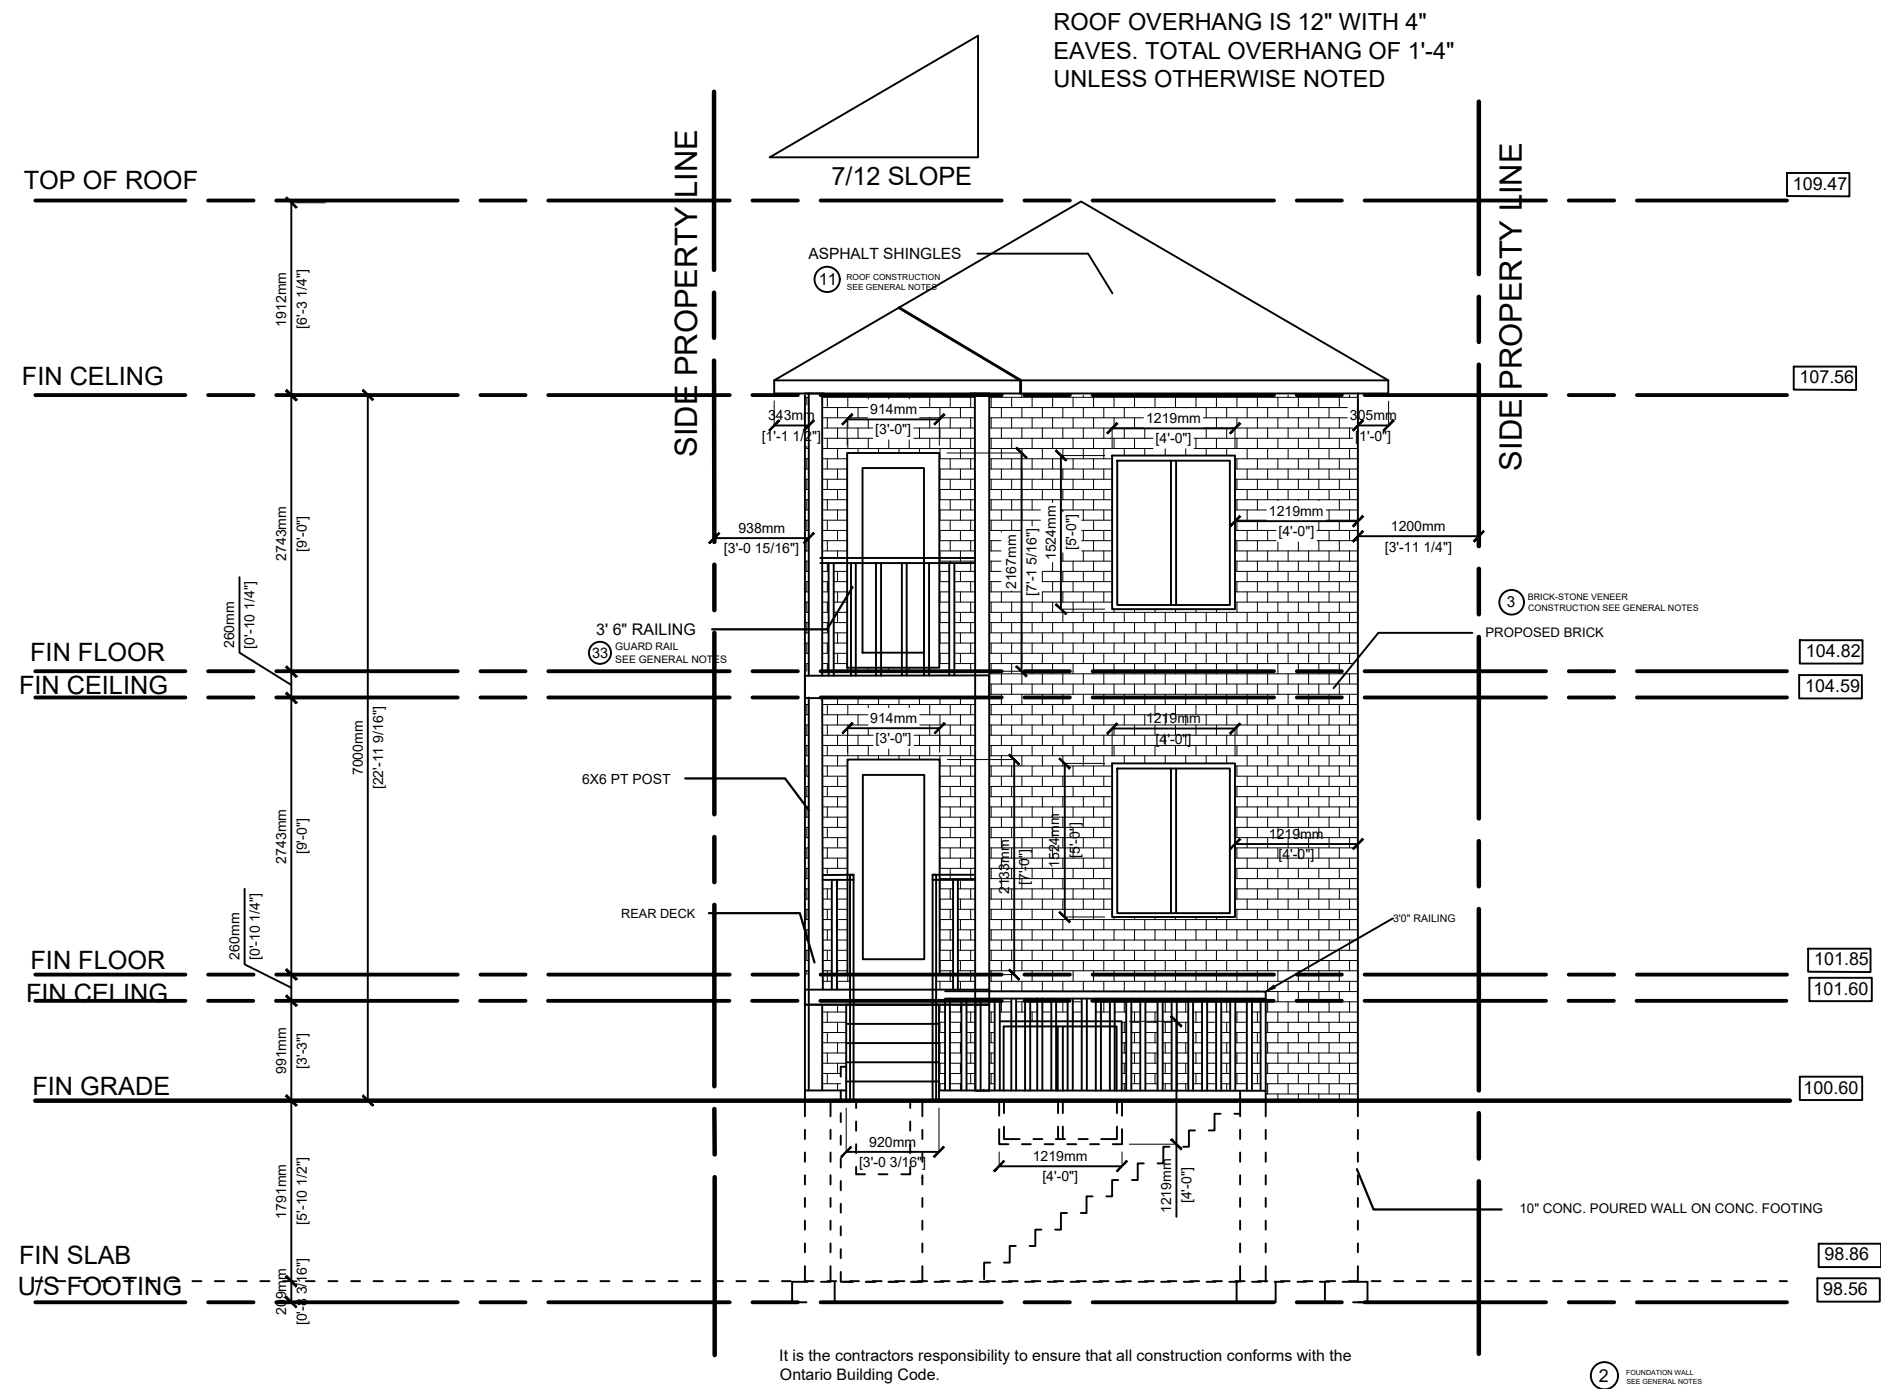 ROOF OVERHANG IS 12" WITH 4"
EAVES. TOTAL OVERHANG OF 1'-4"
UNLESS OTHERWISE NOTED
7/12 SLOPE
SIDE PROPERTY LINE
SIDE PROPERTY LINE
TOP OF ROOF
109.47
ASPHALT SHINGLES
11
ROOF CONSTRUCTION
SEE GENERAL NOTES
1912mm
[6'-3 1/4"]
FIN CELING
107.56
343mm
[1'-1 1/2"]
914mm
[3'-0"]
1219mm
[4'-0"]
305mm
[1'-0"]
2743mm
[9'-0"]
938mm
[3'-0 15/16"]
2167mm
[7'-1 5/16"]
1524mm
[5'-0"]
1219mm
[4'-0"]
1200mm
[3'-11 1/4"]
260mm
[0'-10 1/4"]
3' 6" RAILING
33
GUARD RAIL
SEE GENERAL NOTES
3
BRICK-STONE VENEER
CONSTRUCTION SEE GENERAL NOTES
PROPOSED BRICK
FIN FLOOR
104.82
FIN CEILING
104.59
7000mm
[22'-11 9/16"]
914mm
[3'-0"]
1219mm
[4'-0"]
6X6 PT POST
2743mm
[9'-0"]
2133mm
[7'-0"]
1524mm
[5'-0"]
1219mm
[4'-0"]
REAR DECK
3'0" RAILING
260mm
[0'-10 1/4"]
FIN FLOOR
101.85
FIN CELING
101.60
991mm
[3'-3"]
FIN GRADE
100.60
920mm
[3'-0 3/16"]
1219mm
[4'-0"]
1219mm
[4'-0"]
1791mm
[5'-10 1/2"]
10" CONC. POURED WALL ON CONC. FOOTING
FIN SLAB
98.86
U/S FOOTING
98.56
209mm
[0'-8 3/16"]
It is the contractors responsibility to ensure that all construction conforms with the
Ontario Building Code.
2
FOUNDATION WALL
SEE GENERAL NOTES